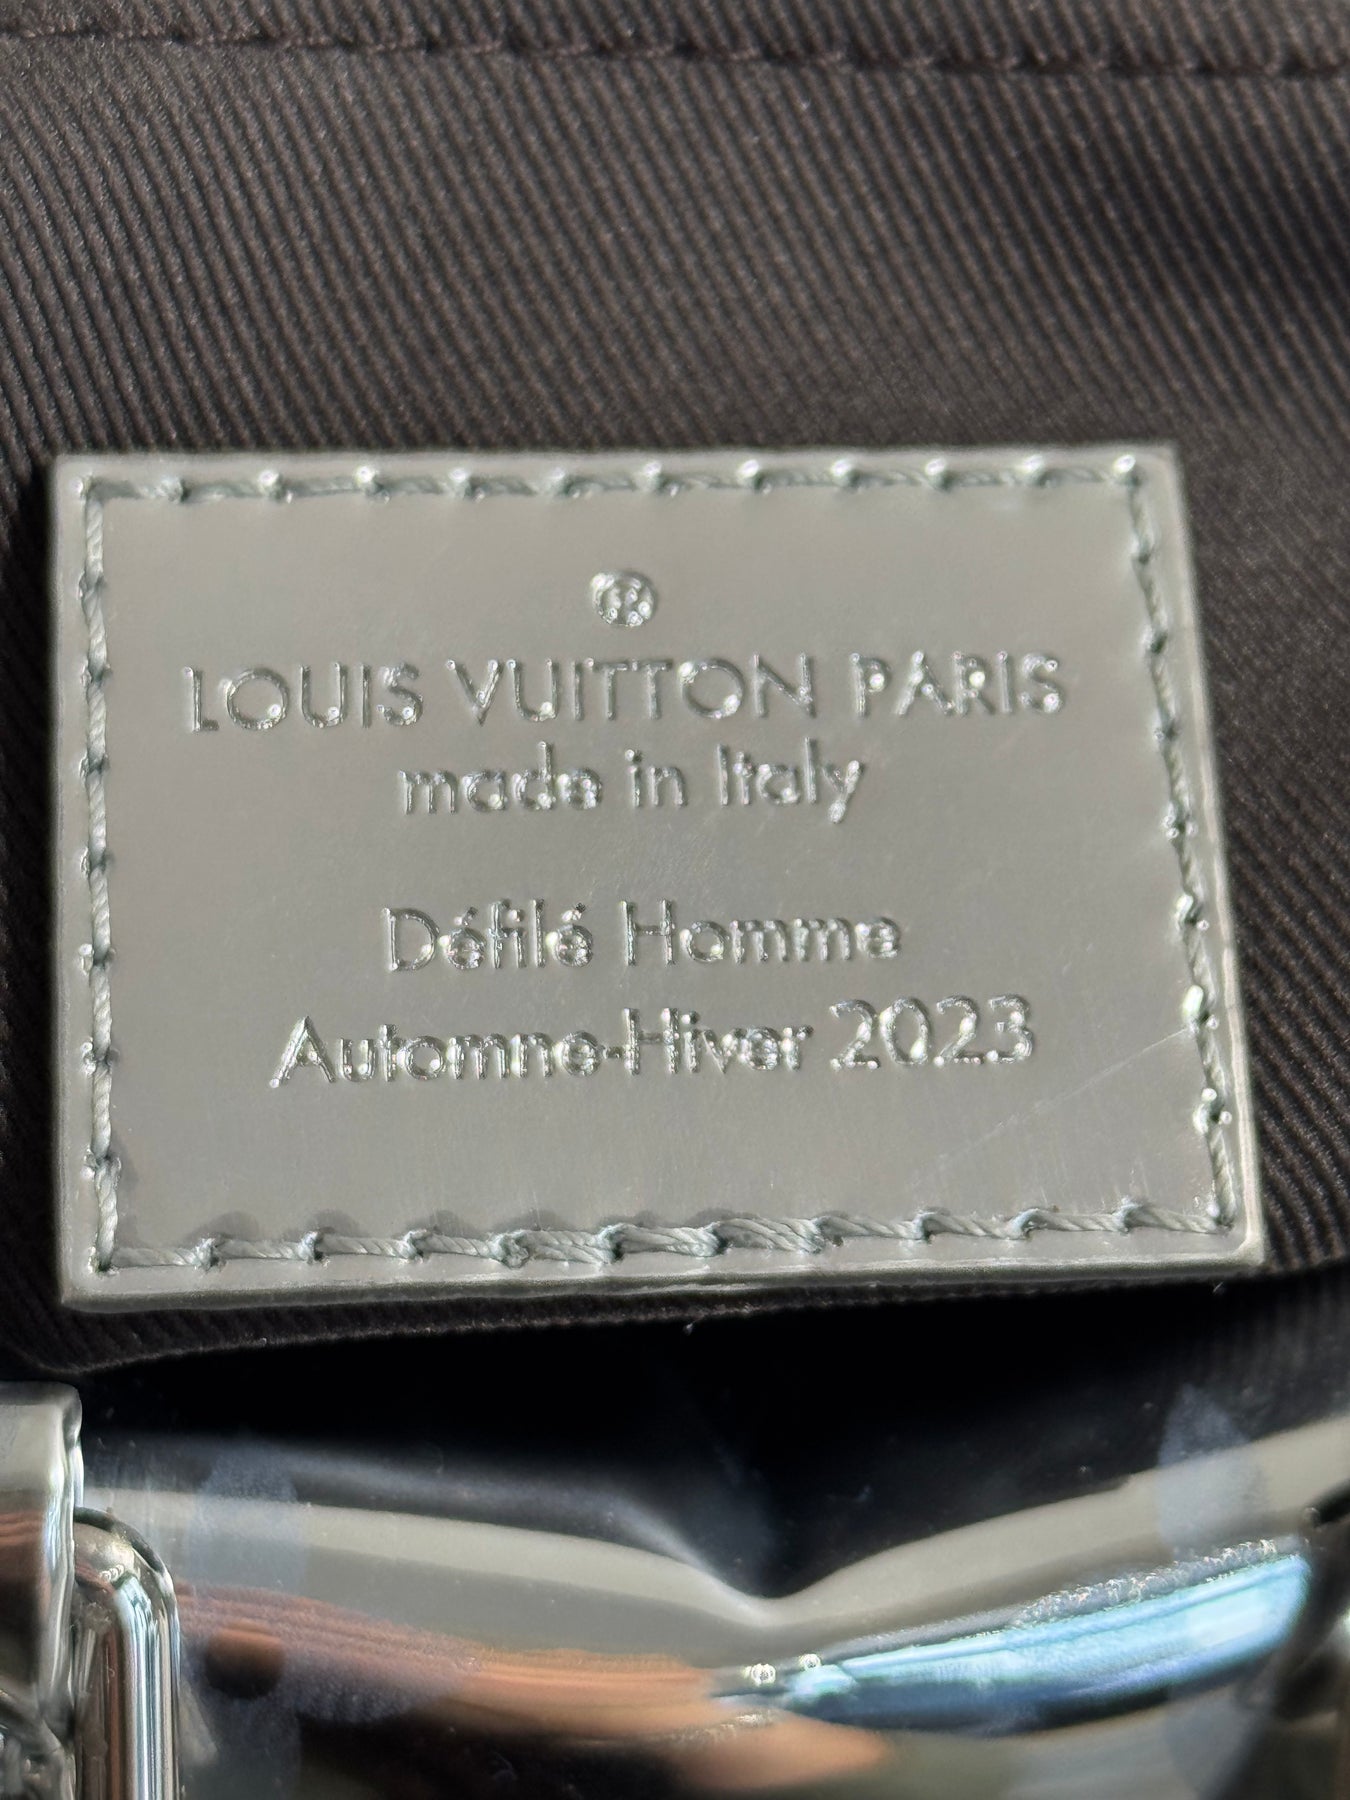 LOUIS VUITTON PARIS
made in Italy
Défilé Homme
Automne-Hiver 2023